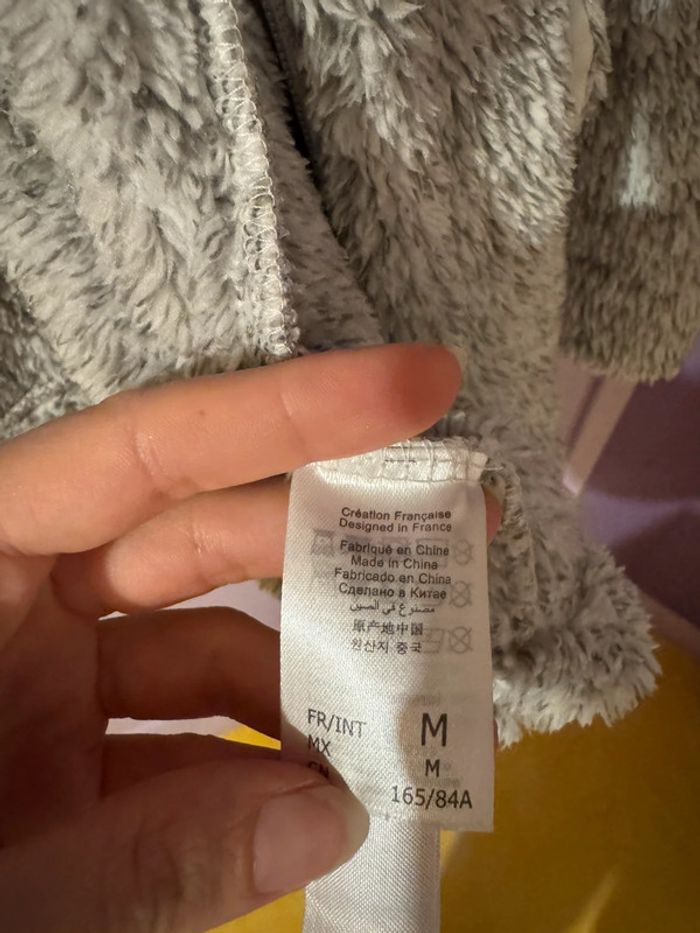 Création Française
Designed in France
Fabriqué en Chine
Made in China
Fabricado en China
Сделано в Китае
مصنوع في الصين
原产地中国
원산지 중국
FR/INT M
MX M
CN 165/84A